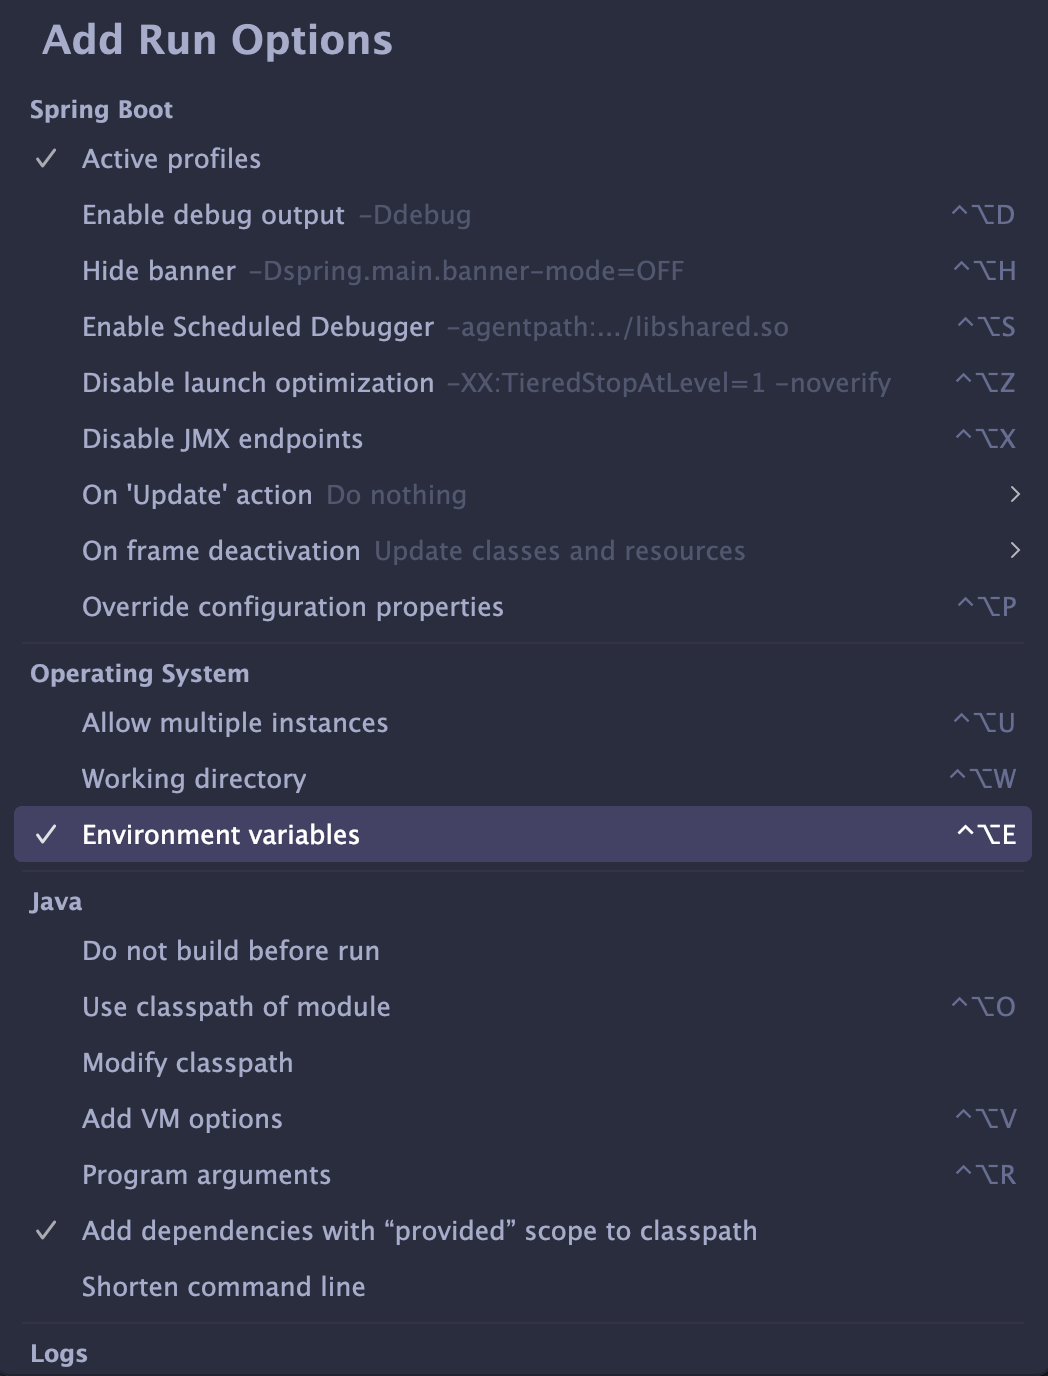 Add Run Options
Spring Boot
✓ Active profiles
Enable debug output -Ddebug ^⌥D
Hide banner -Dspring.main.banner-mode=OFF ^⌥H
Enable Scheduled Debugger -agentpath:.../libshared.so ^⌥S
Disable launch optimization -XX:TieredStopAtLevel=1 -noverify ^⌥Z
Disable JMX endpoints ^⌥X
On 'Update' action Do nothing >
On frame deactivation Update classes and resources >
Override configuration properties ^⌥P
Operating System
Allow multiple instances ^⌥U
Working directory ^⌥W
✓ Environment variables ^⌥E
Java
Do not build before run
Use classpath of module ^⌥O
Modify classpath
Add VM options ^⌥V
Program arguments ^⌥R
✓ Add dependencies with “provided” scope to classpath
Shorten command line
Logs